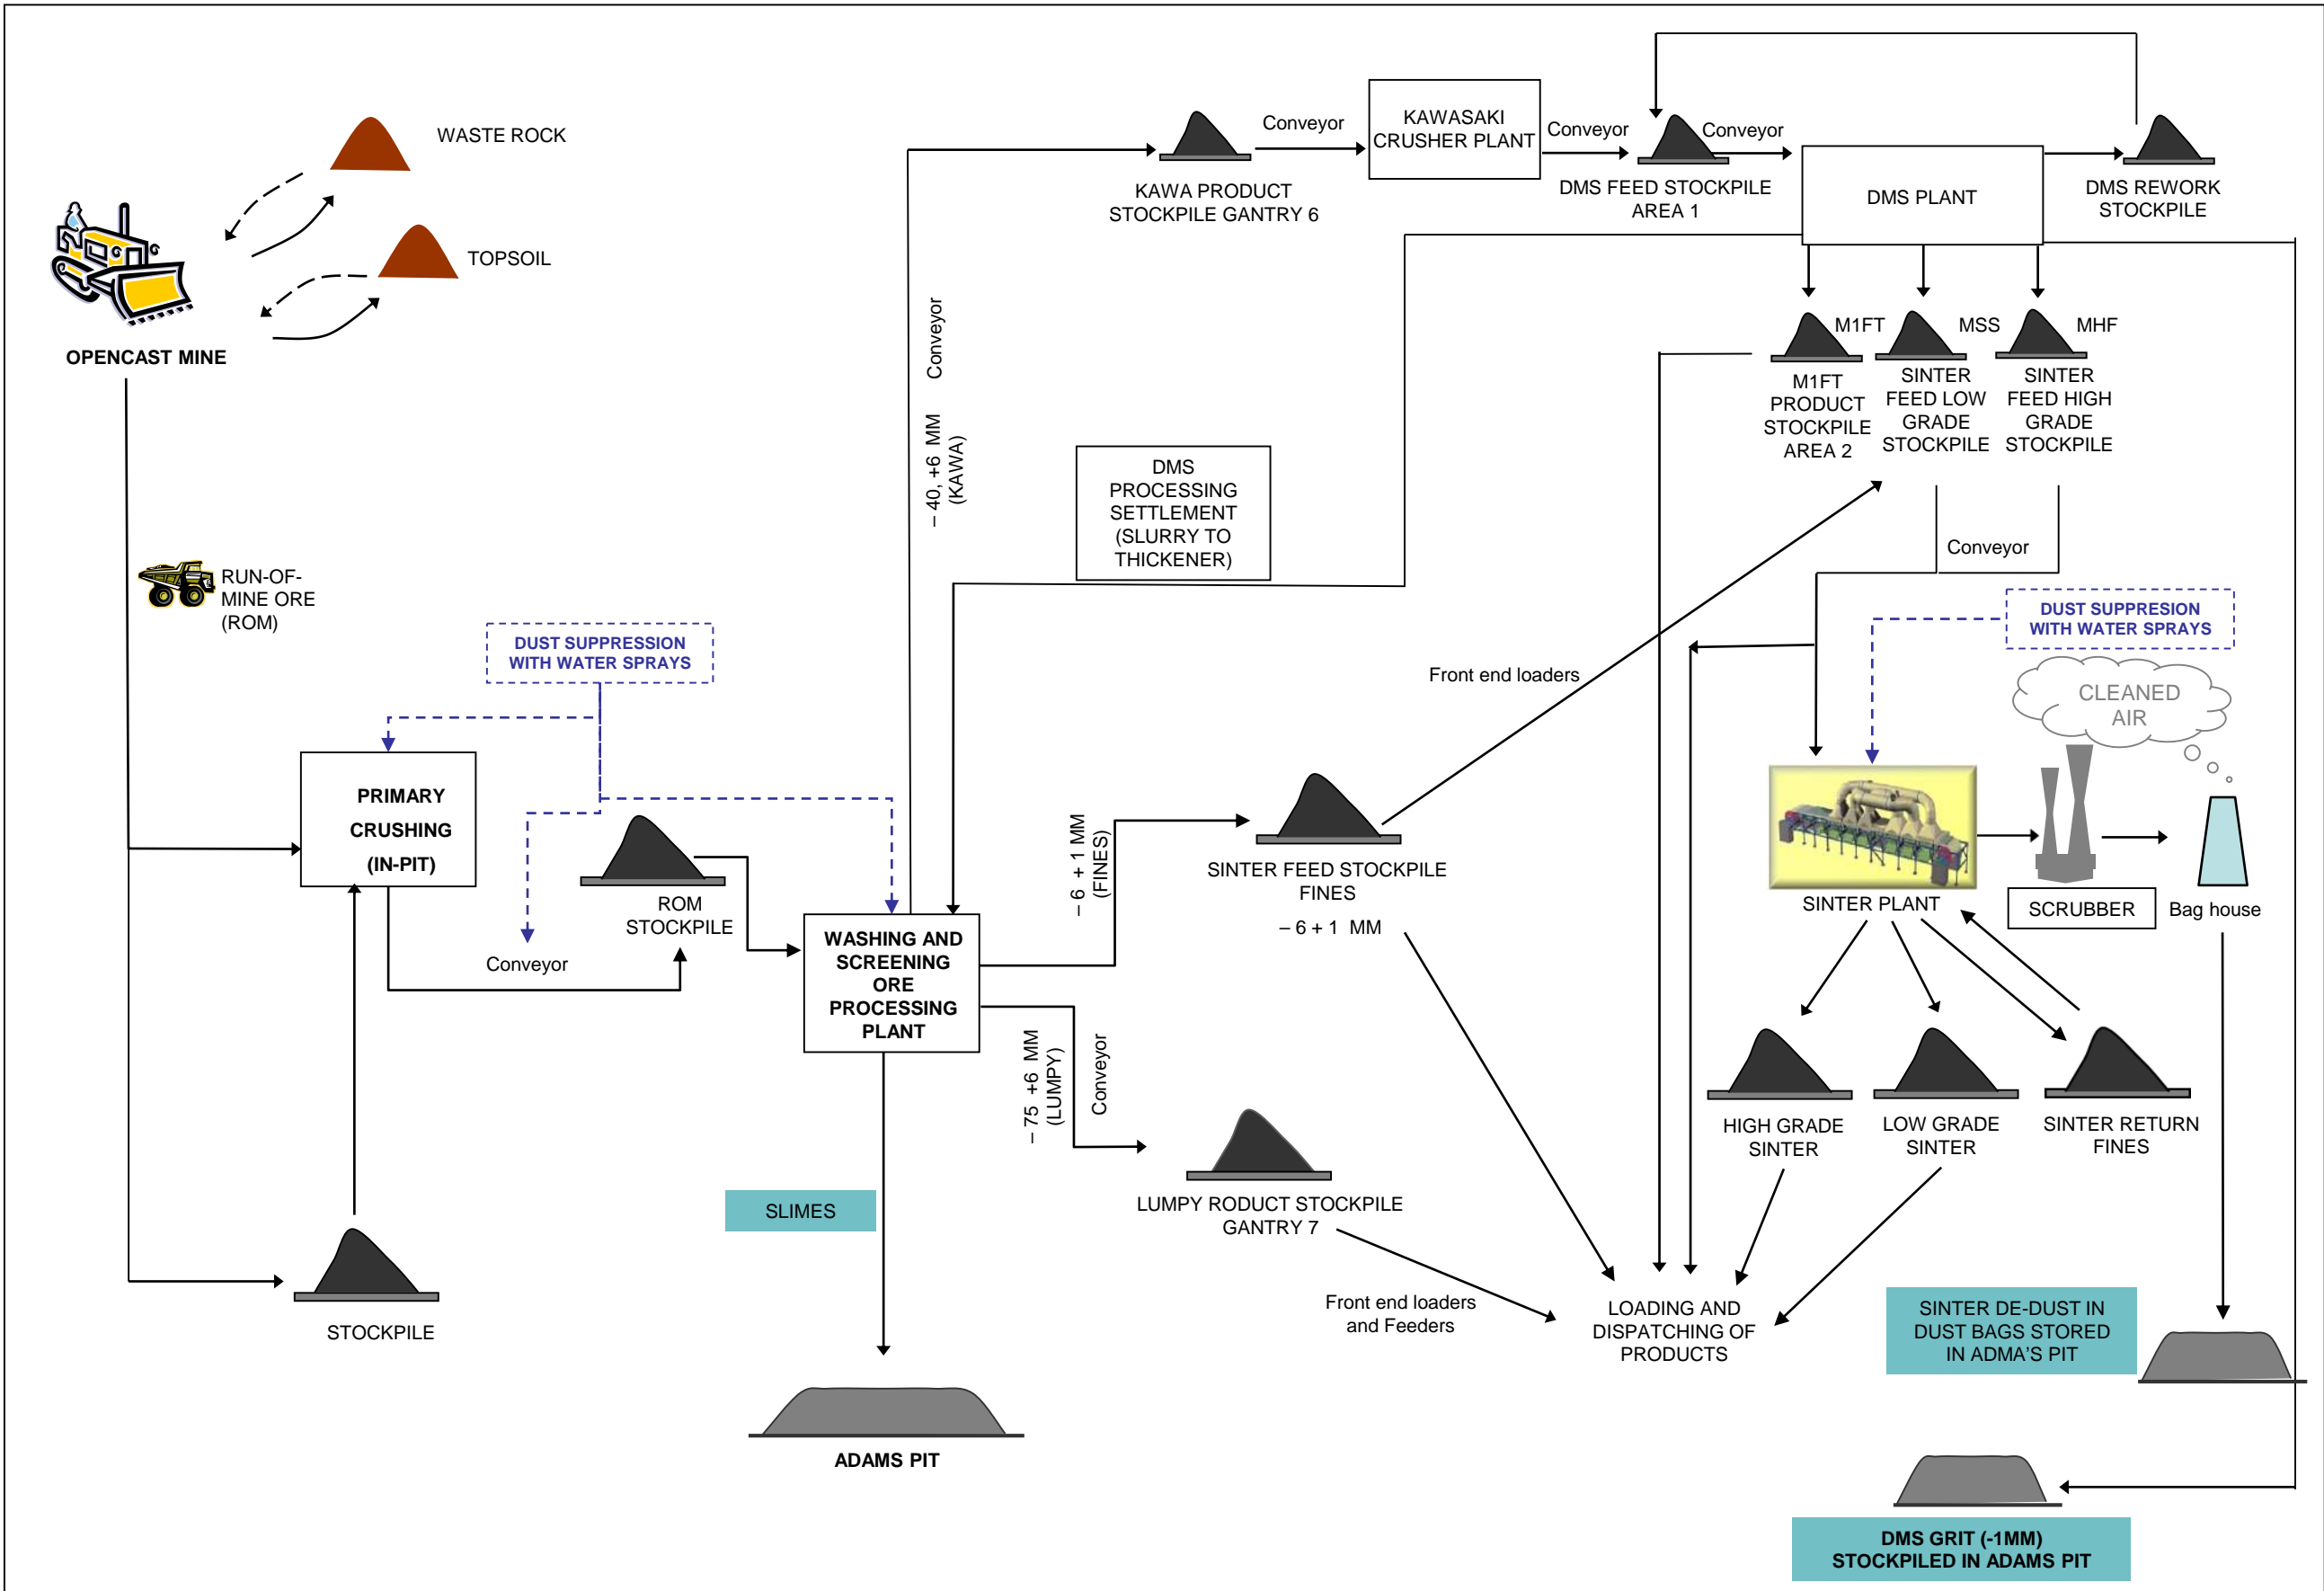 WASTE ROCK
TOPSOIL
OPENCAST MINE
RUN-OF-
MINE ORE
(ROM)
DUST SUPPRESSION
WITH WATER SPRAYS
PRIMARY
CRUSHING
(IN-PIT)
Conveyor
ROM
STOCKPILE
STOCKPILE
WASHING AND
SCREENING
ORE
PROCESSING
PLANT
SLIMES
ADAMS PIT
– 40, +6 MM
(KAWA)
Conveyor
KAWA PRODUCT
STOCKPILE GANTRY 6
Conveyor
KAWASAKI
CRUSHER PLANT
Conveyor
DMS FEED STOCKPILE
AREA 1
Conveyor
DMS PLANT
DMS REWORK
STOCKPILE
DMS
PROCESSING
SETTLEMENT
(SLURRY TO
THICKENER)
M1FT
M1FT
PRODUCT
STOCKPILE
AREA 2
MSS
SINTER
FEED LOW
GRADE
STOCKPILE
MHF
SINTER
FEED HIGH
GRADE
STOCKPILE
Conveyor
DUST SUPPRESION
WITH WATER SPRAYS
CLEANED
AIR
Front end loaders
– 6 + 1 MM
(FINES)
SINTER FEED STOCKPILE
FINES
– 6 + 1 MM
– 75 +6 MM
(LUMPY)
Conveyor
LUMPY RODUCT STOCKPILE
GANTRY 7
Front end loaders
and Feeders
SINTER PLANT
SCRUBBER
Bag house
HIGH GRADE
SINTER
LOW GRADE
SINTER
SINTER RETURN
FINES
LOADING AND
DISPATCHING OF
PRODUCTS
SINTER DE-DUST IN
DUST BAGS STORED
IN ADMA'S PIT
DMS GRIT (-1MM)
STOCKPILED IN ADAMS PIT